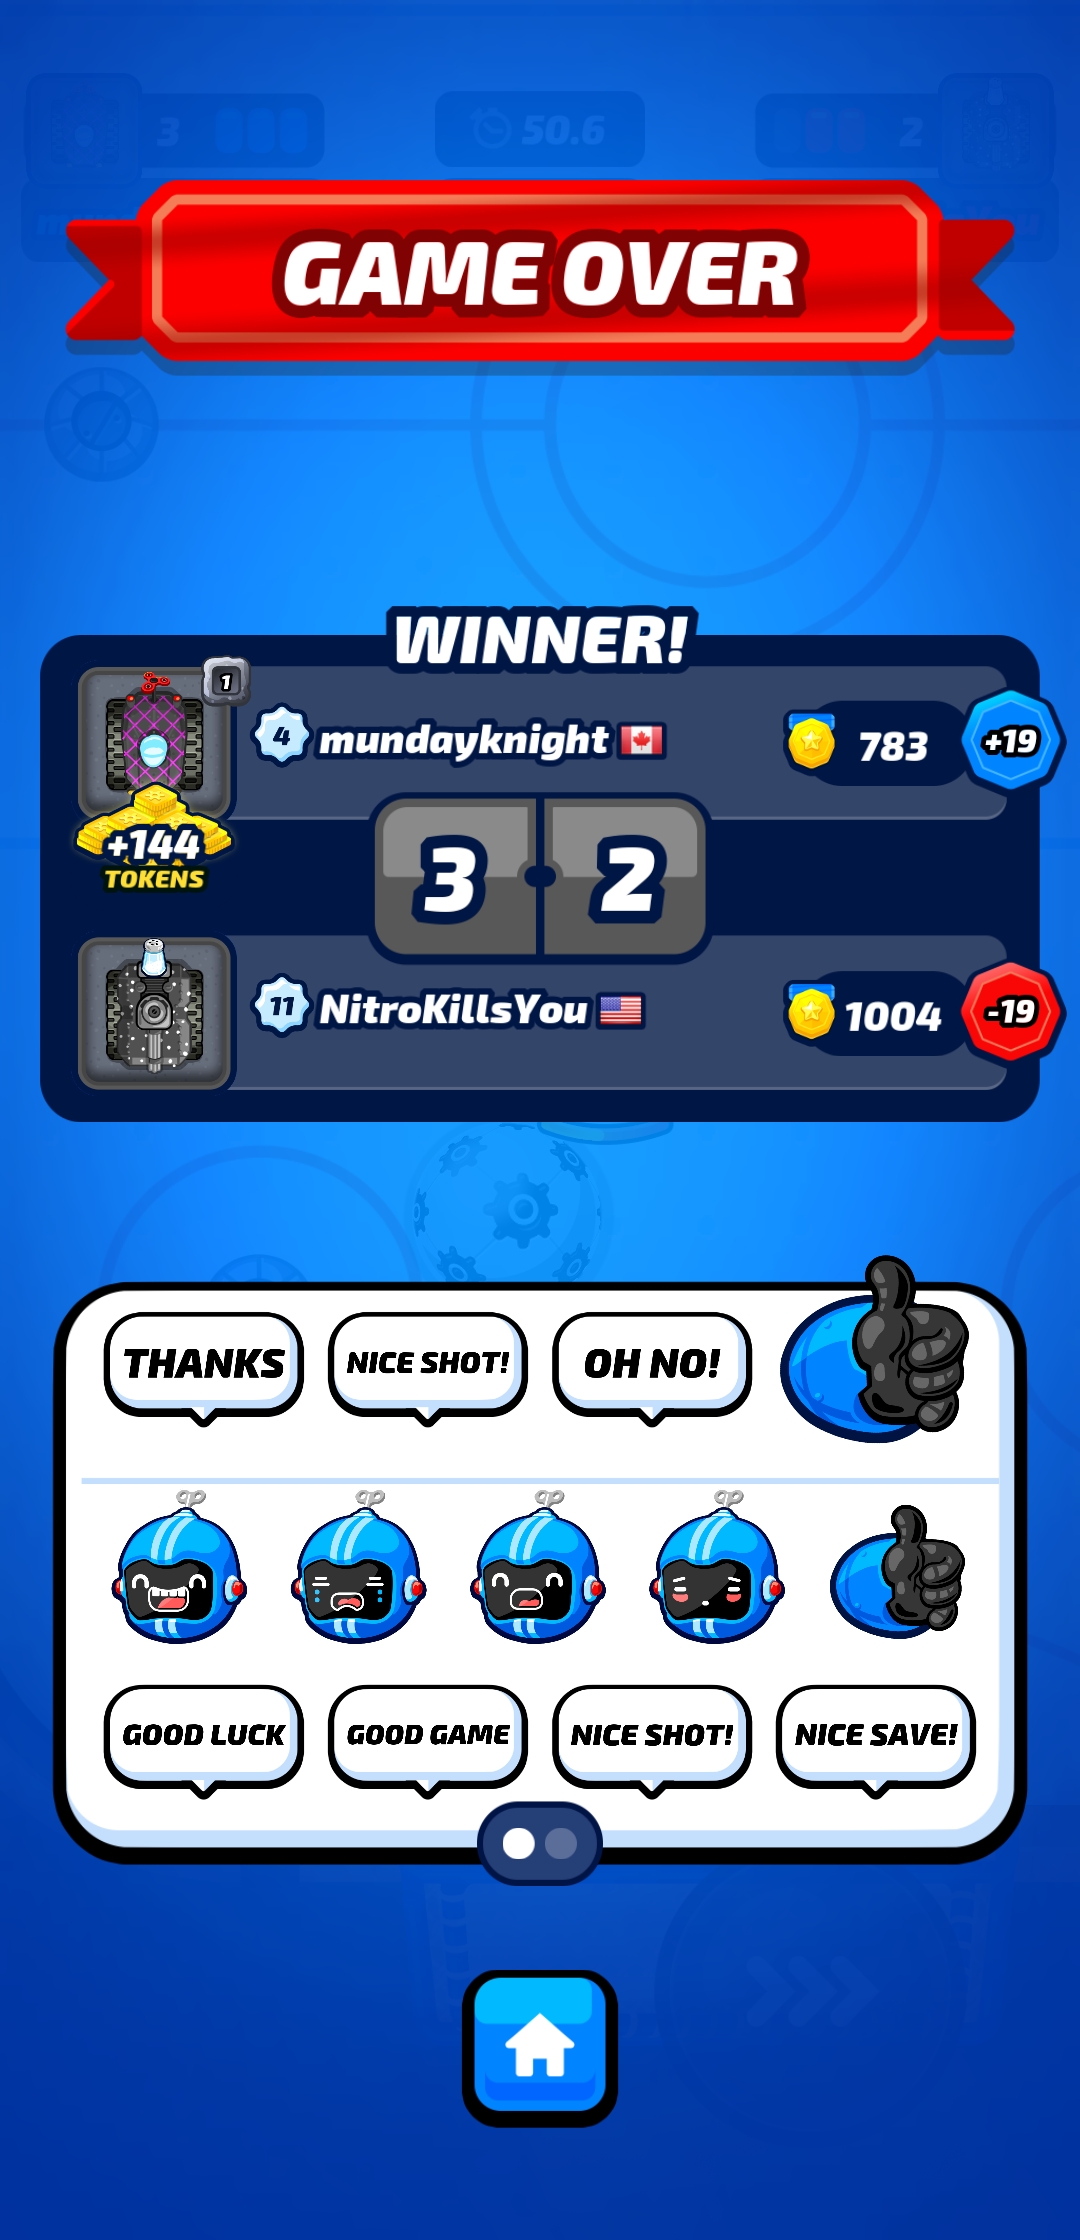 3 50.6 2
GAME OVER
WINNER!
1
4 mundayknight 783 +19
+144
TOKENS
3 2
11 NitroKillsYou 1004 -19
THANKS NICE SHOT! OH NO!
GOOD LUCK GOOD GAME NICE SHOT! NICE SAVE!